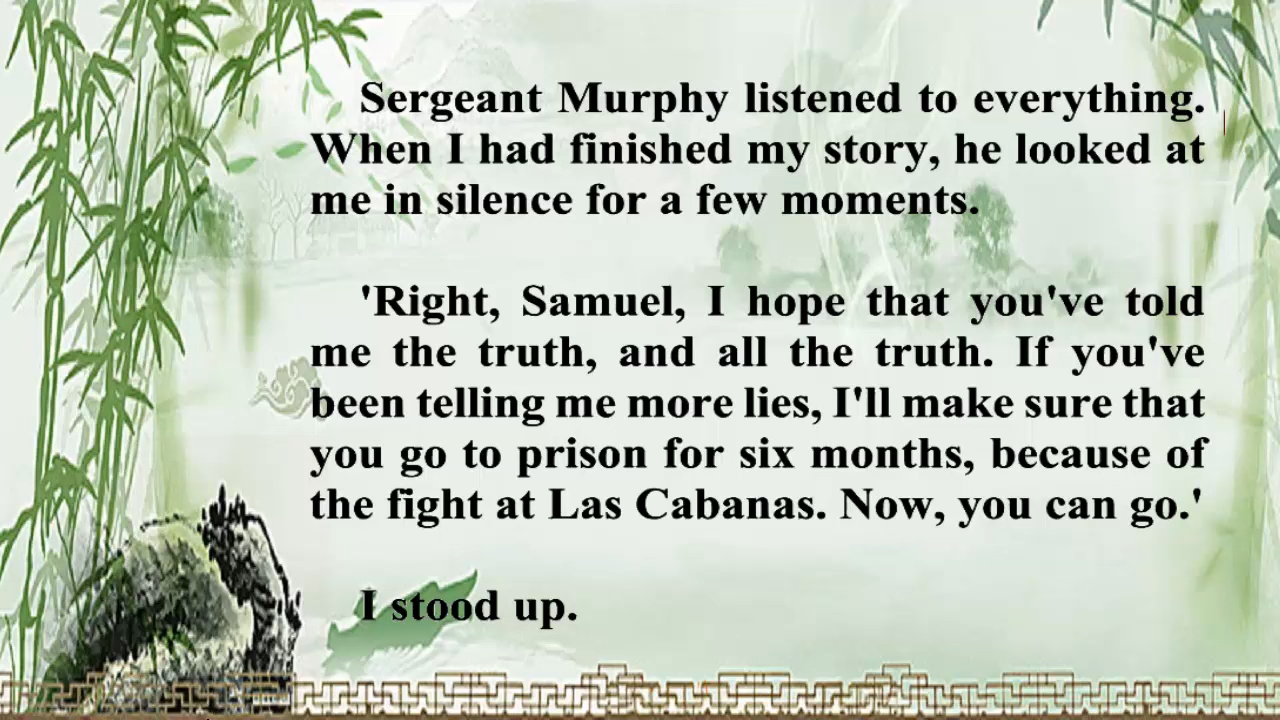 Sergeant Murphy listened to everything.
When I had finished my story, he looked at
me in silence for a few moments.
'Right, Samuel, I hope that you've told
me the truth, and all the truth. If you've
been telling me more lies, I'll make sure that
you go to prison for six months, because of
the fight at Las Cabanas. Now, you can go.'
I stood up.